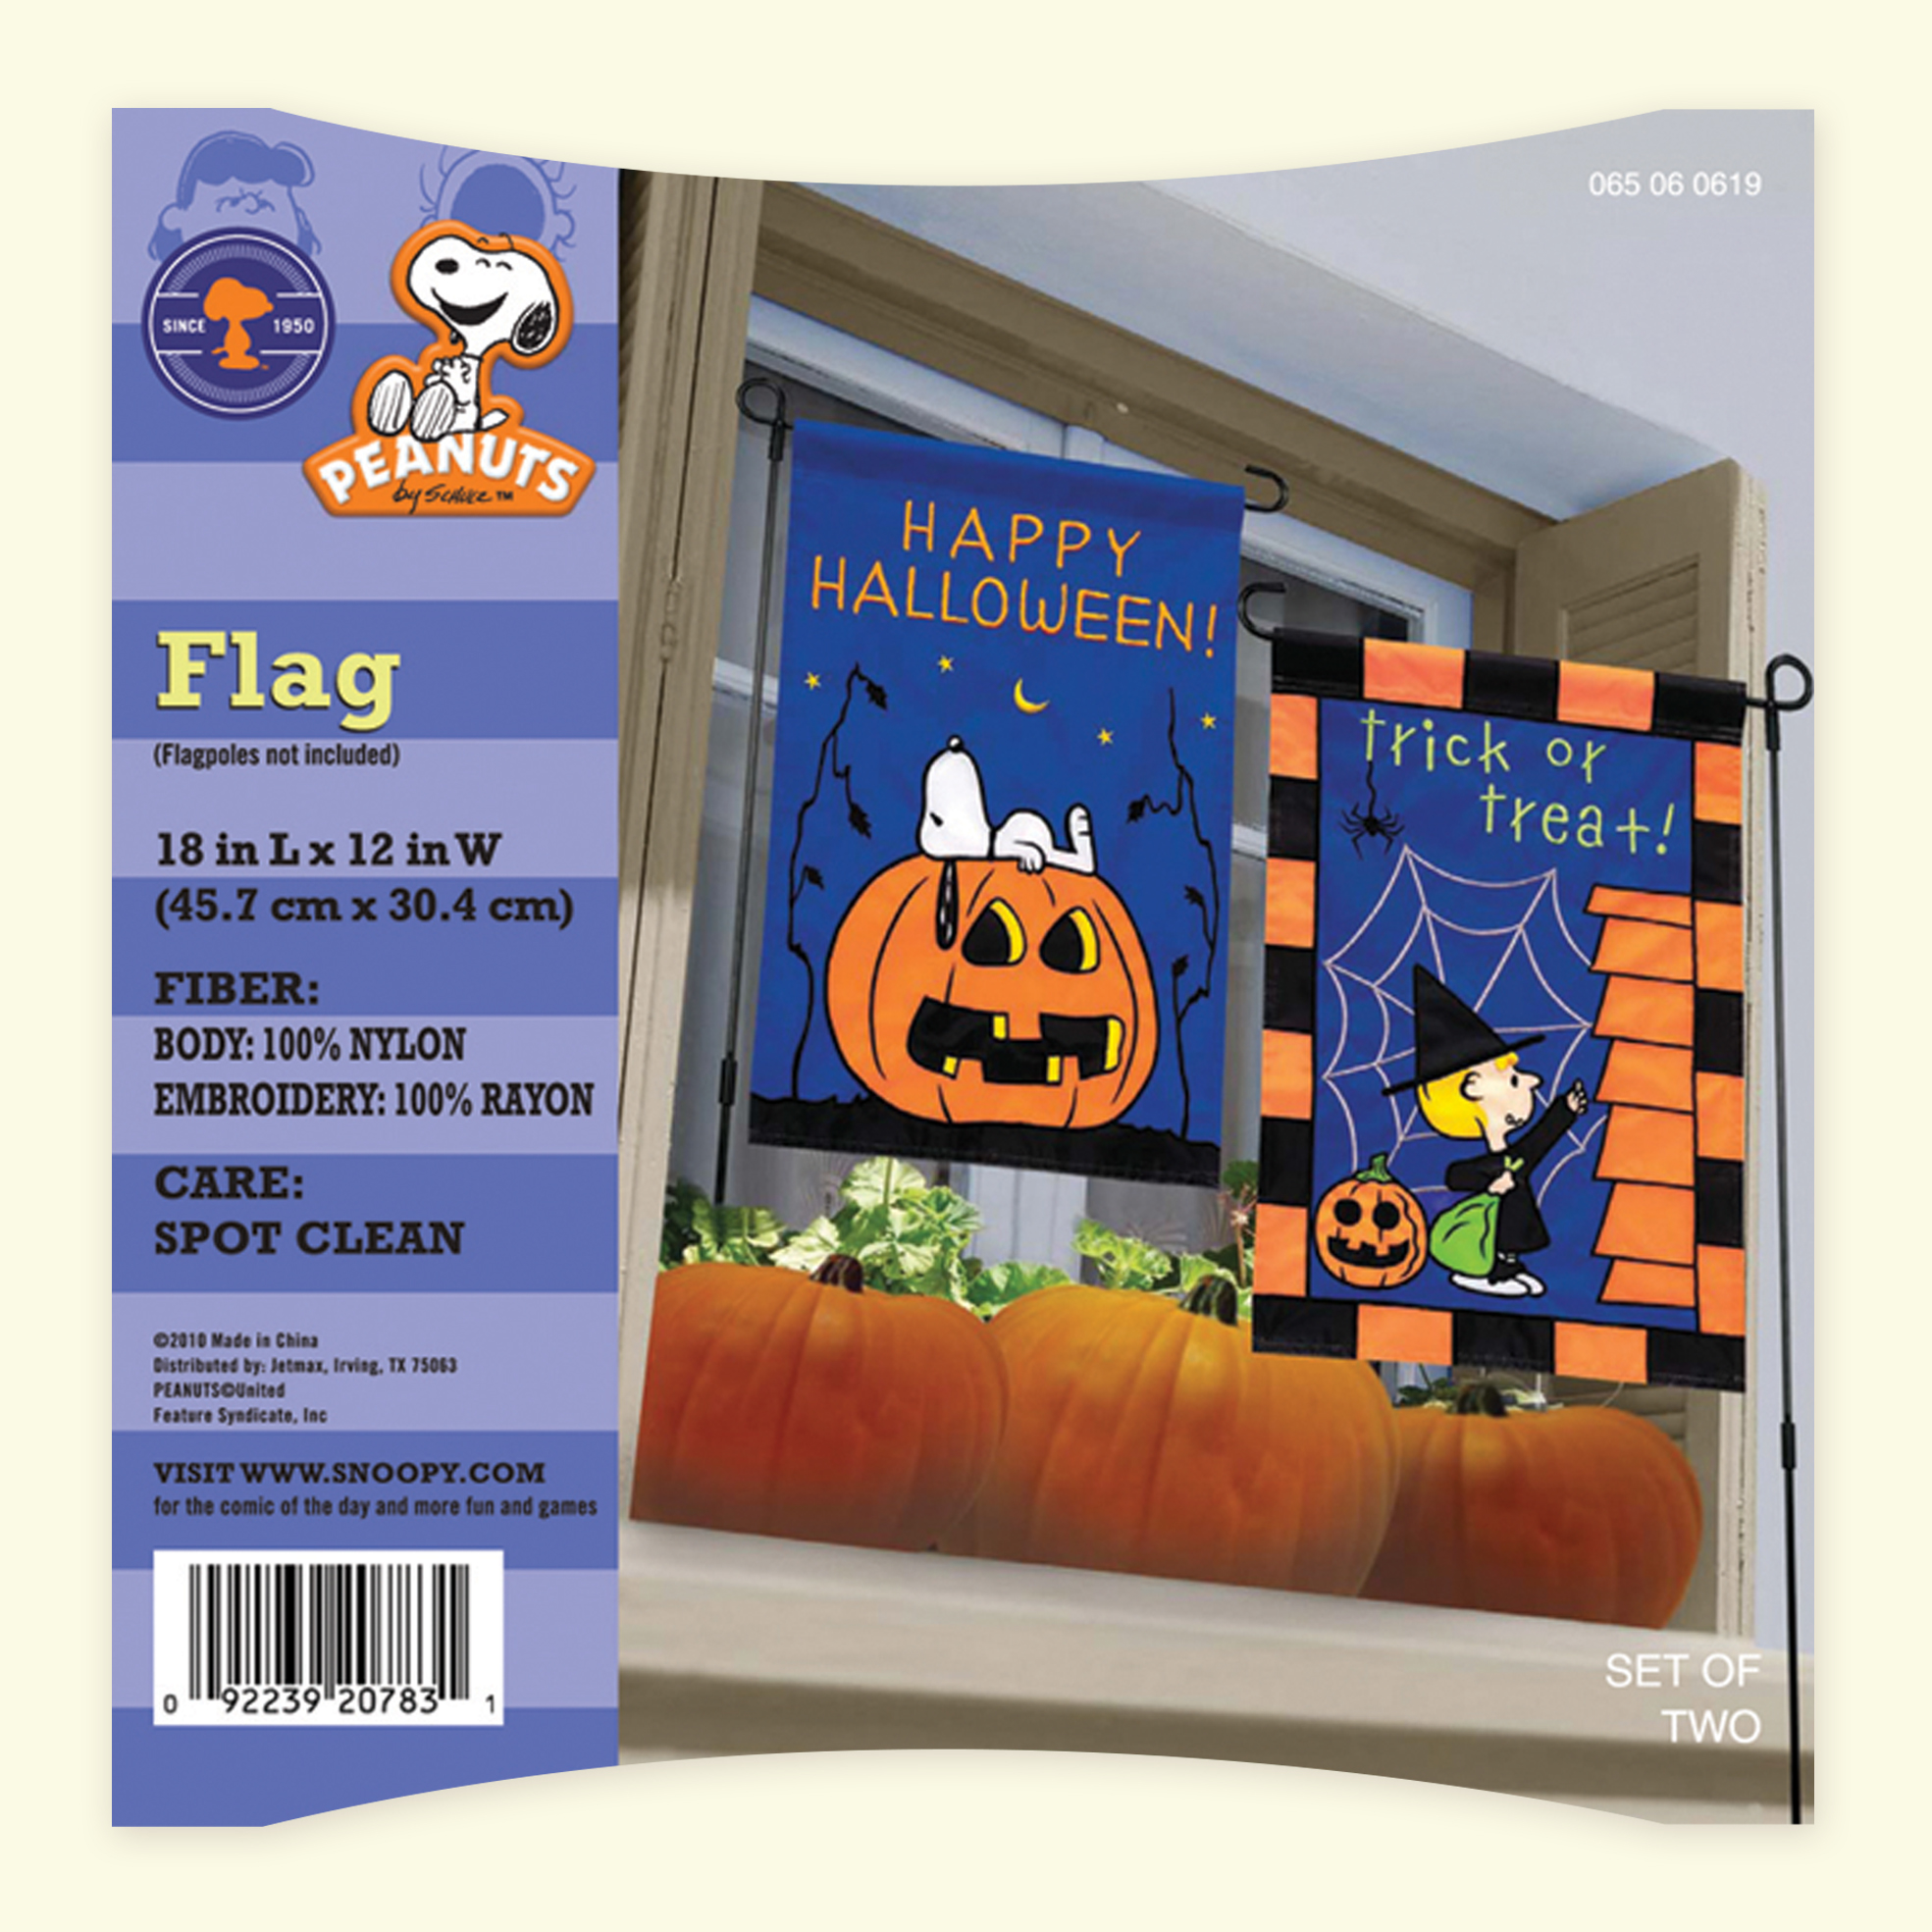 065 06 0619
SINCE 1950
PEANUTS
by Schulz ™
Flag
(Flagpoles not included)
18 in L x 12 in W
(45.7 cm x 30.4 cm)
FIBER:
BODY: 100% NYLON
EMBROIDERY: 100% RAYON
CARE:
SPOT CLEAN
©2010 Made in China
Distributed by: Jetmax, Irving, TX 75063
PEANUTS©United
Feature Syndicate, Inc
VISIT WWW.SNOOPY.COM
for the comic of the day and more fun and games
0 92239 20783 1
HAPPY
HALLOWEEN!
trick or
treat!
SET OF
TWO